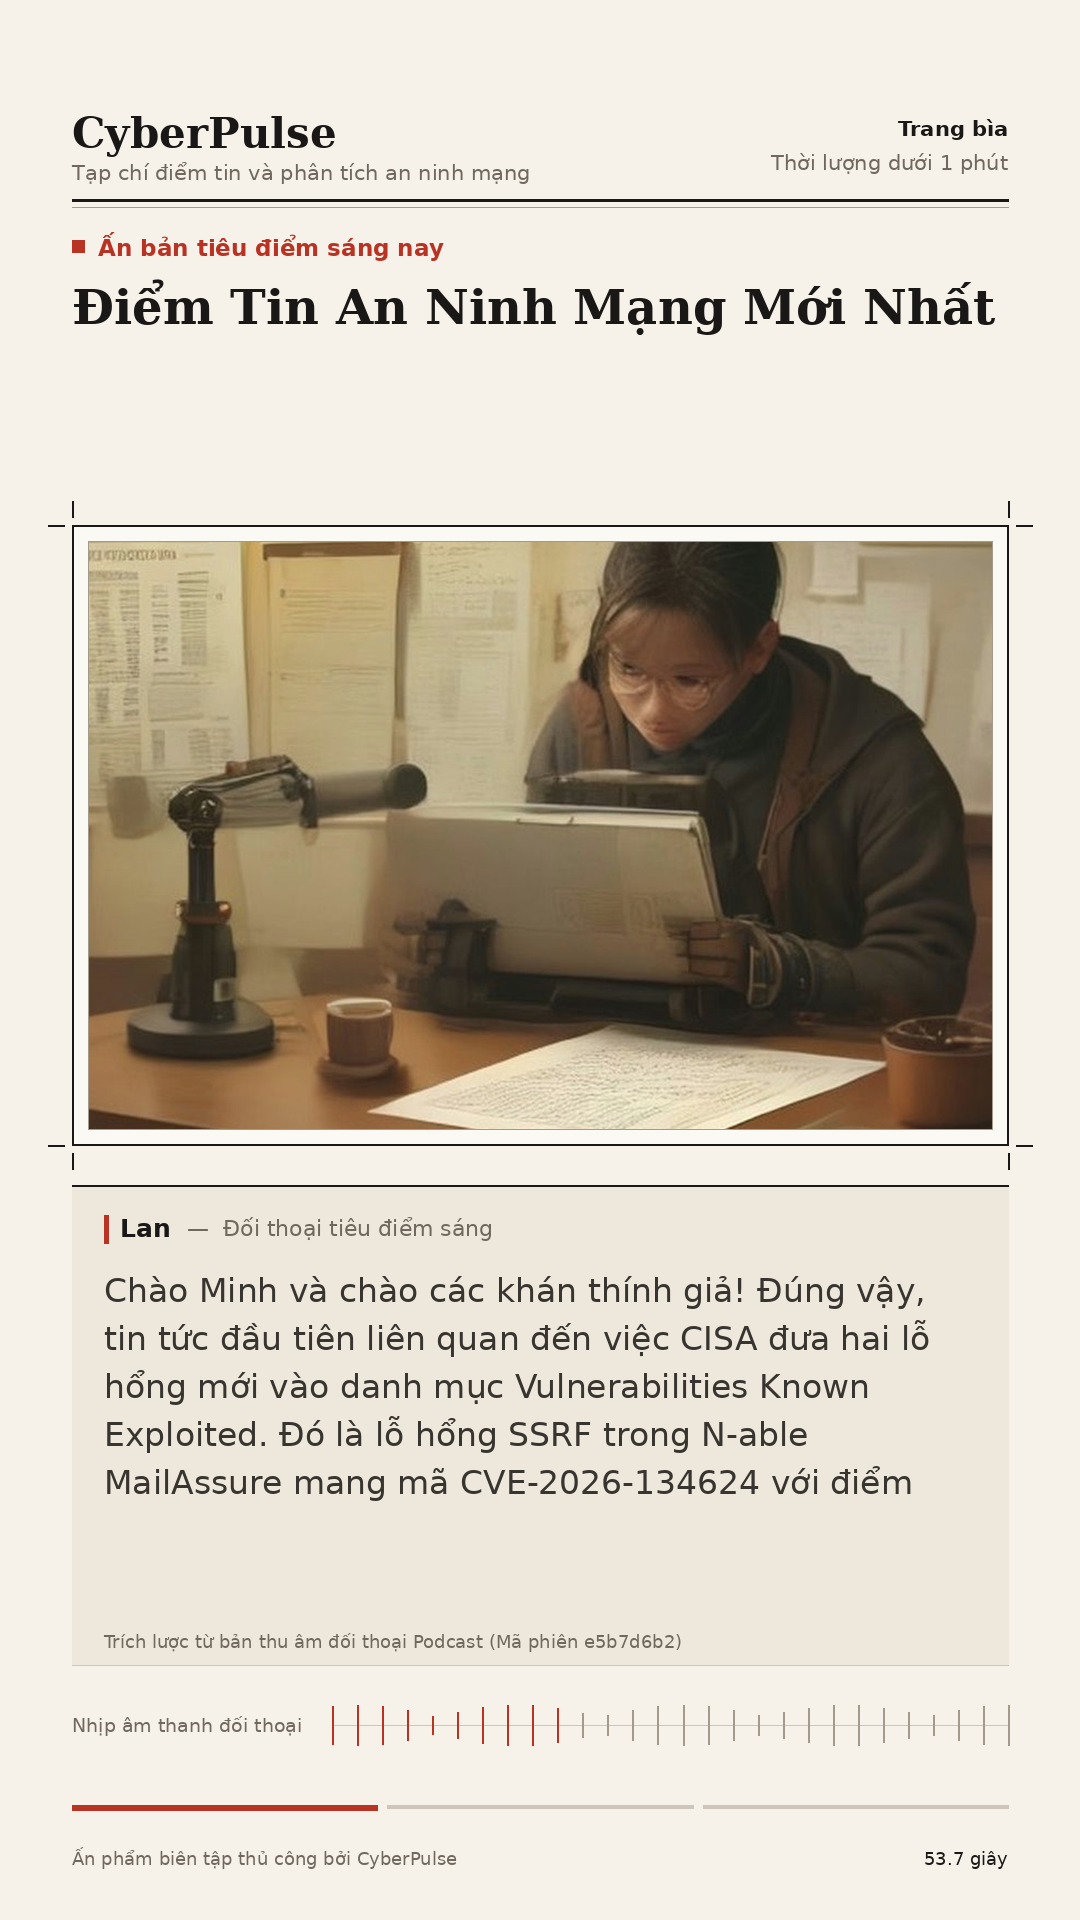 CyberPulse
Tạp chí điểm tin và phân tích an ninh mạng
Trang bìa
Thời lượng dưới 1 phút
Ấn bản tiêu điểm sáng nay
Điểm Tin An Ninh Mạng Mới Nhất
Lan — Đối thoại tiêu điểm sáng
Chào Minh và chào các khán thính giả! Đúng vậy,
tin tức đầu tiên liên quan đến việc CISA đưa hai lỗ
hổng mới vào danh mục Vulnerabilities Known
Exploited. Đó là lỗ hổng SSRF trong N-able
MailAssure mang mã CVE-2026-134624 với điểm
Trích lược từ bản thu âm đối thoại Podcast (Mã phiên e5b7d6b2)
Nhịp âm thanh đối thoại
Ấn phẩm biên tập thủ công bởi CyberPulse
53.7 giây